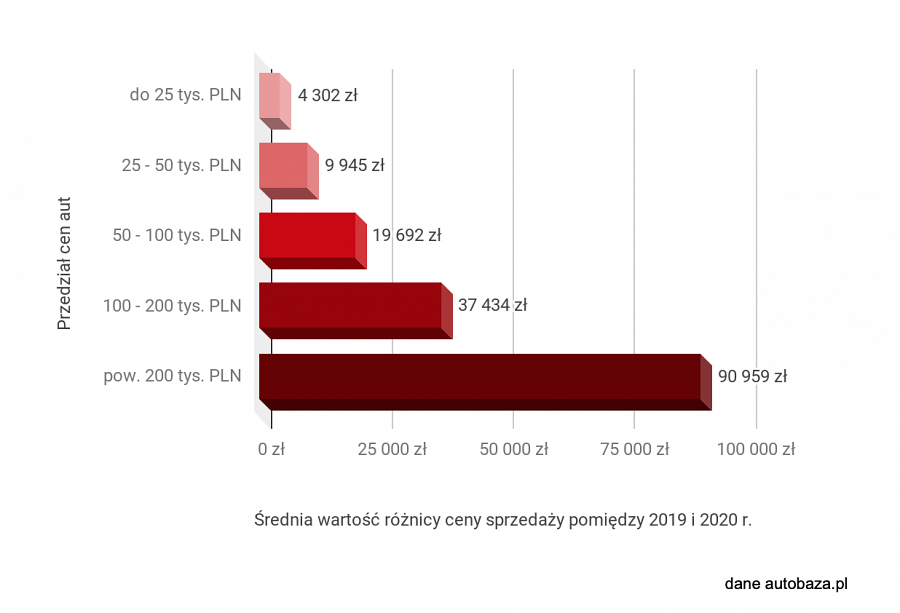 do 25 tys. PLN
4 302 zł
25 - 50 tys. PLN
9 945 zł
50 - 100 tys. PLN
19 692 zł
100 - 200 tys. PLN
37 434 zł
pow. 200 tys. PLN
90 959 zł
Przedział cen aut
0 zł 25 000 zł 50 000 zł 75 000 zł 100 000 zł
Średnia wartość różnicy ceny sprzedaży pomiędzy 2019 i 2020 r.
dane autobaza.pl